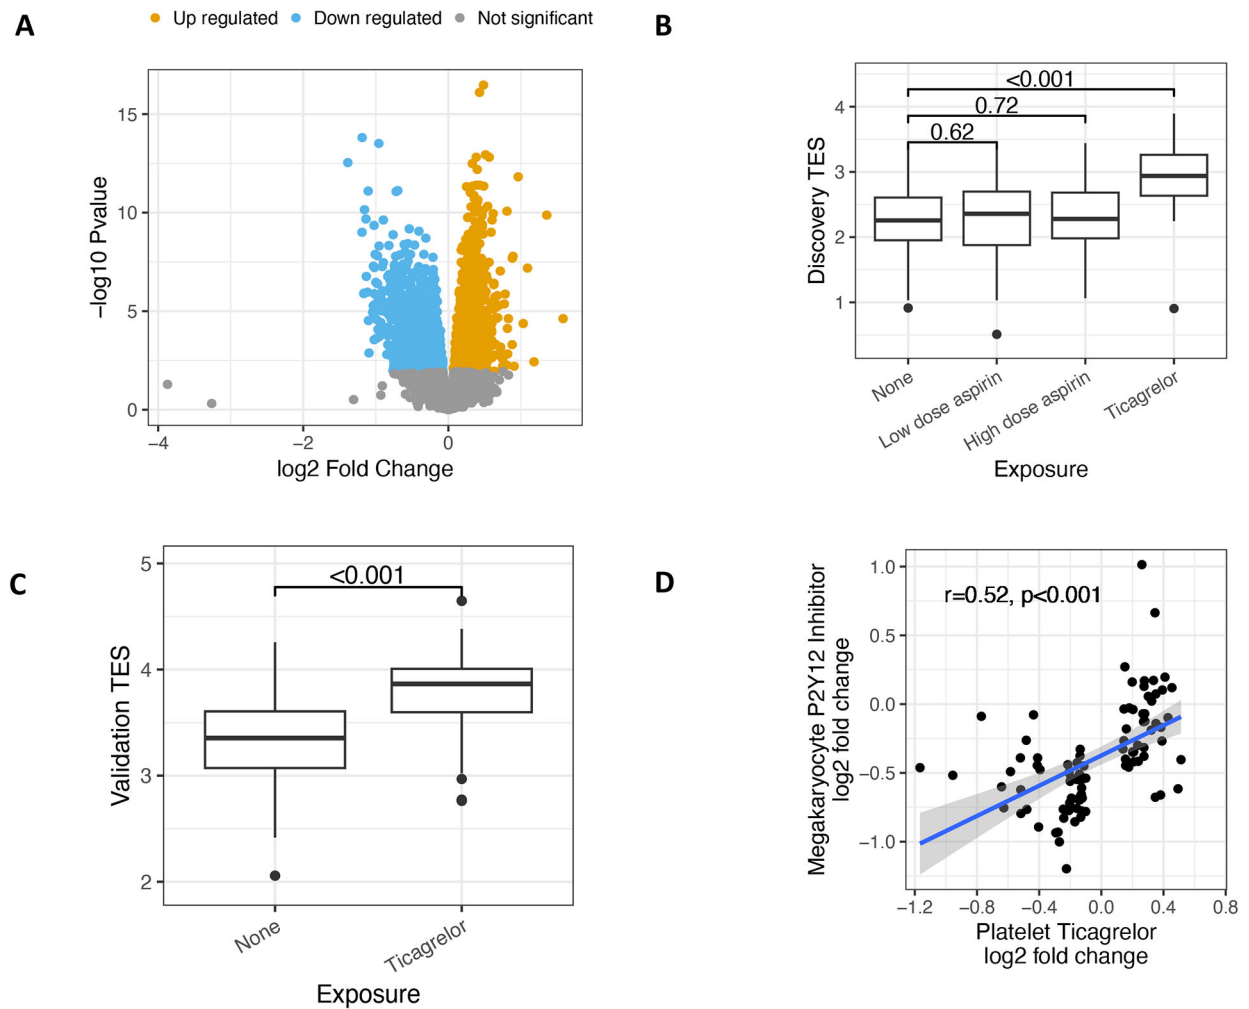 A
Up regulated Down regulated Not significant
15
10
5
0
−4 −2 0
−log10 Pvalue
log2 Fold Change
B
<0.001
0.72
0.62
4
3
2
1
Discovery TES
None
Low dose aspirin
High dose aspirin
Ticagrelor
Exposure
C
<0.001
5
4
3
2
Validation TES
None
Ticagrelor
Exposure
D
r=0.52, p<0.001
1.0
0.5
0.0
−0.5
−1.0
Megakaryocyte P2Y12 Inhibitor
log2 fold change
−1.2 −0.8 −0.4 0.0 0.4 0.8
Platelet Ticagrelor
log2 fold change